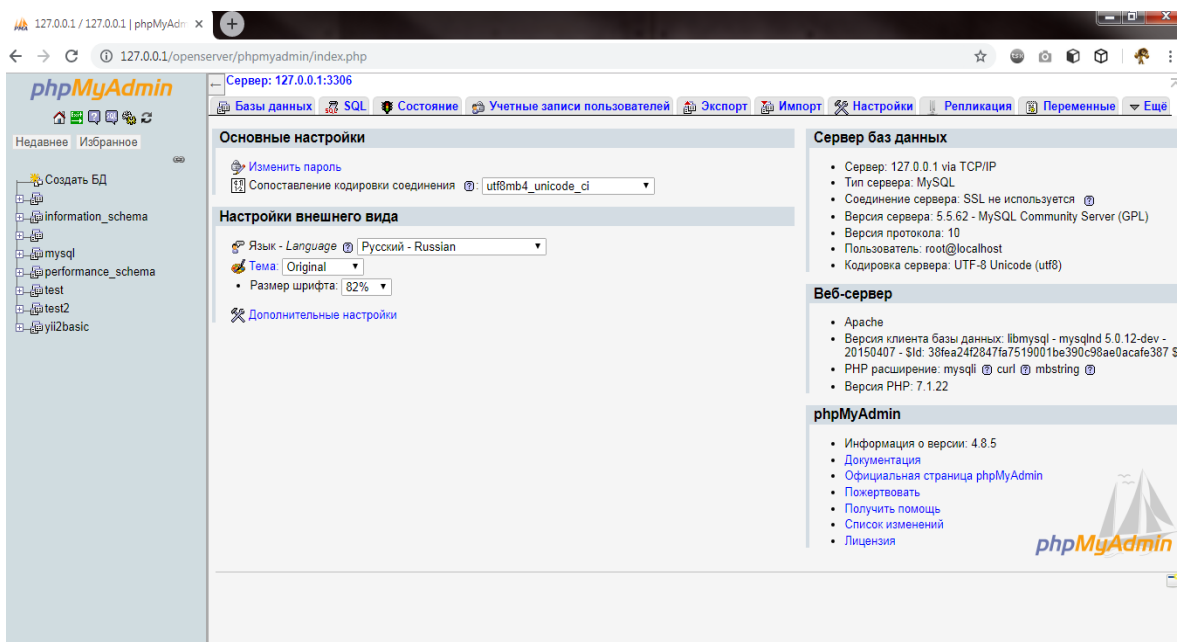 127.0.0.1 / 127.0.0.1 | phpMyAdm
127.0.0.1/openserver/phpmyadmin/index.php
phpMyAdmin
Недавнее Избранное
Создать БД
information_schema
mysql
performance_schema
test
test2
yii2basic
Сервер: 127.0.0.1:3306
Базы данных SQL Состояние Учетные записи пользователей Экспорт Импорт Настройки Репликация Переменные Ещё
Основные настройки
Изменить пароль
Сопоставление кодировки соединения : utf8mb4_unicode_ci
Настройки внешнего вида
Язык - Language Русский - Russian
Тема: Original
Размер шрифта: 82%
Дополнительные настройки
Сервер баз данных
Сервер: 127.0.0.1 via TCP/IP
Тип сервера: MySQL
Соединение сервера: SSL не используется
Версия сервера: 5.5.62 - MySQL Community Server (GPL)
Версия протокола: 10
Пользователь: root@localhost
Кодировка сервера: UTF-8 Unicode (utf8)
Веб-сервер
Apache
Версия клиента базы данных: libmysql - mysqlnd 5.0.12-dev -
20150407 - $Id: 38fea24f2847fa7519001be390c98ae0acafe387 $
PHP расширение: mysqli curl mbstring
Версия PHP: 7.1.22
phpMyAdmin
Информация о версии: 4.8.5
Документация
Официальная страница phpMyAdmin
Пожертвовать
Получить помощь
Список изменений
Лицензия
phpMyAdmin